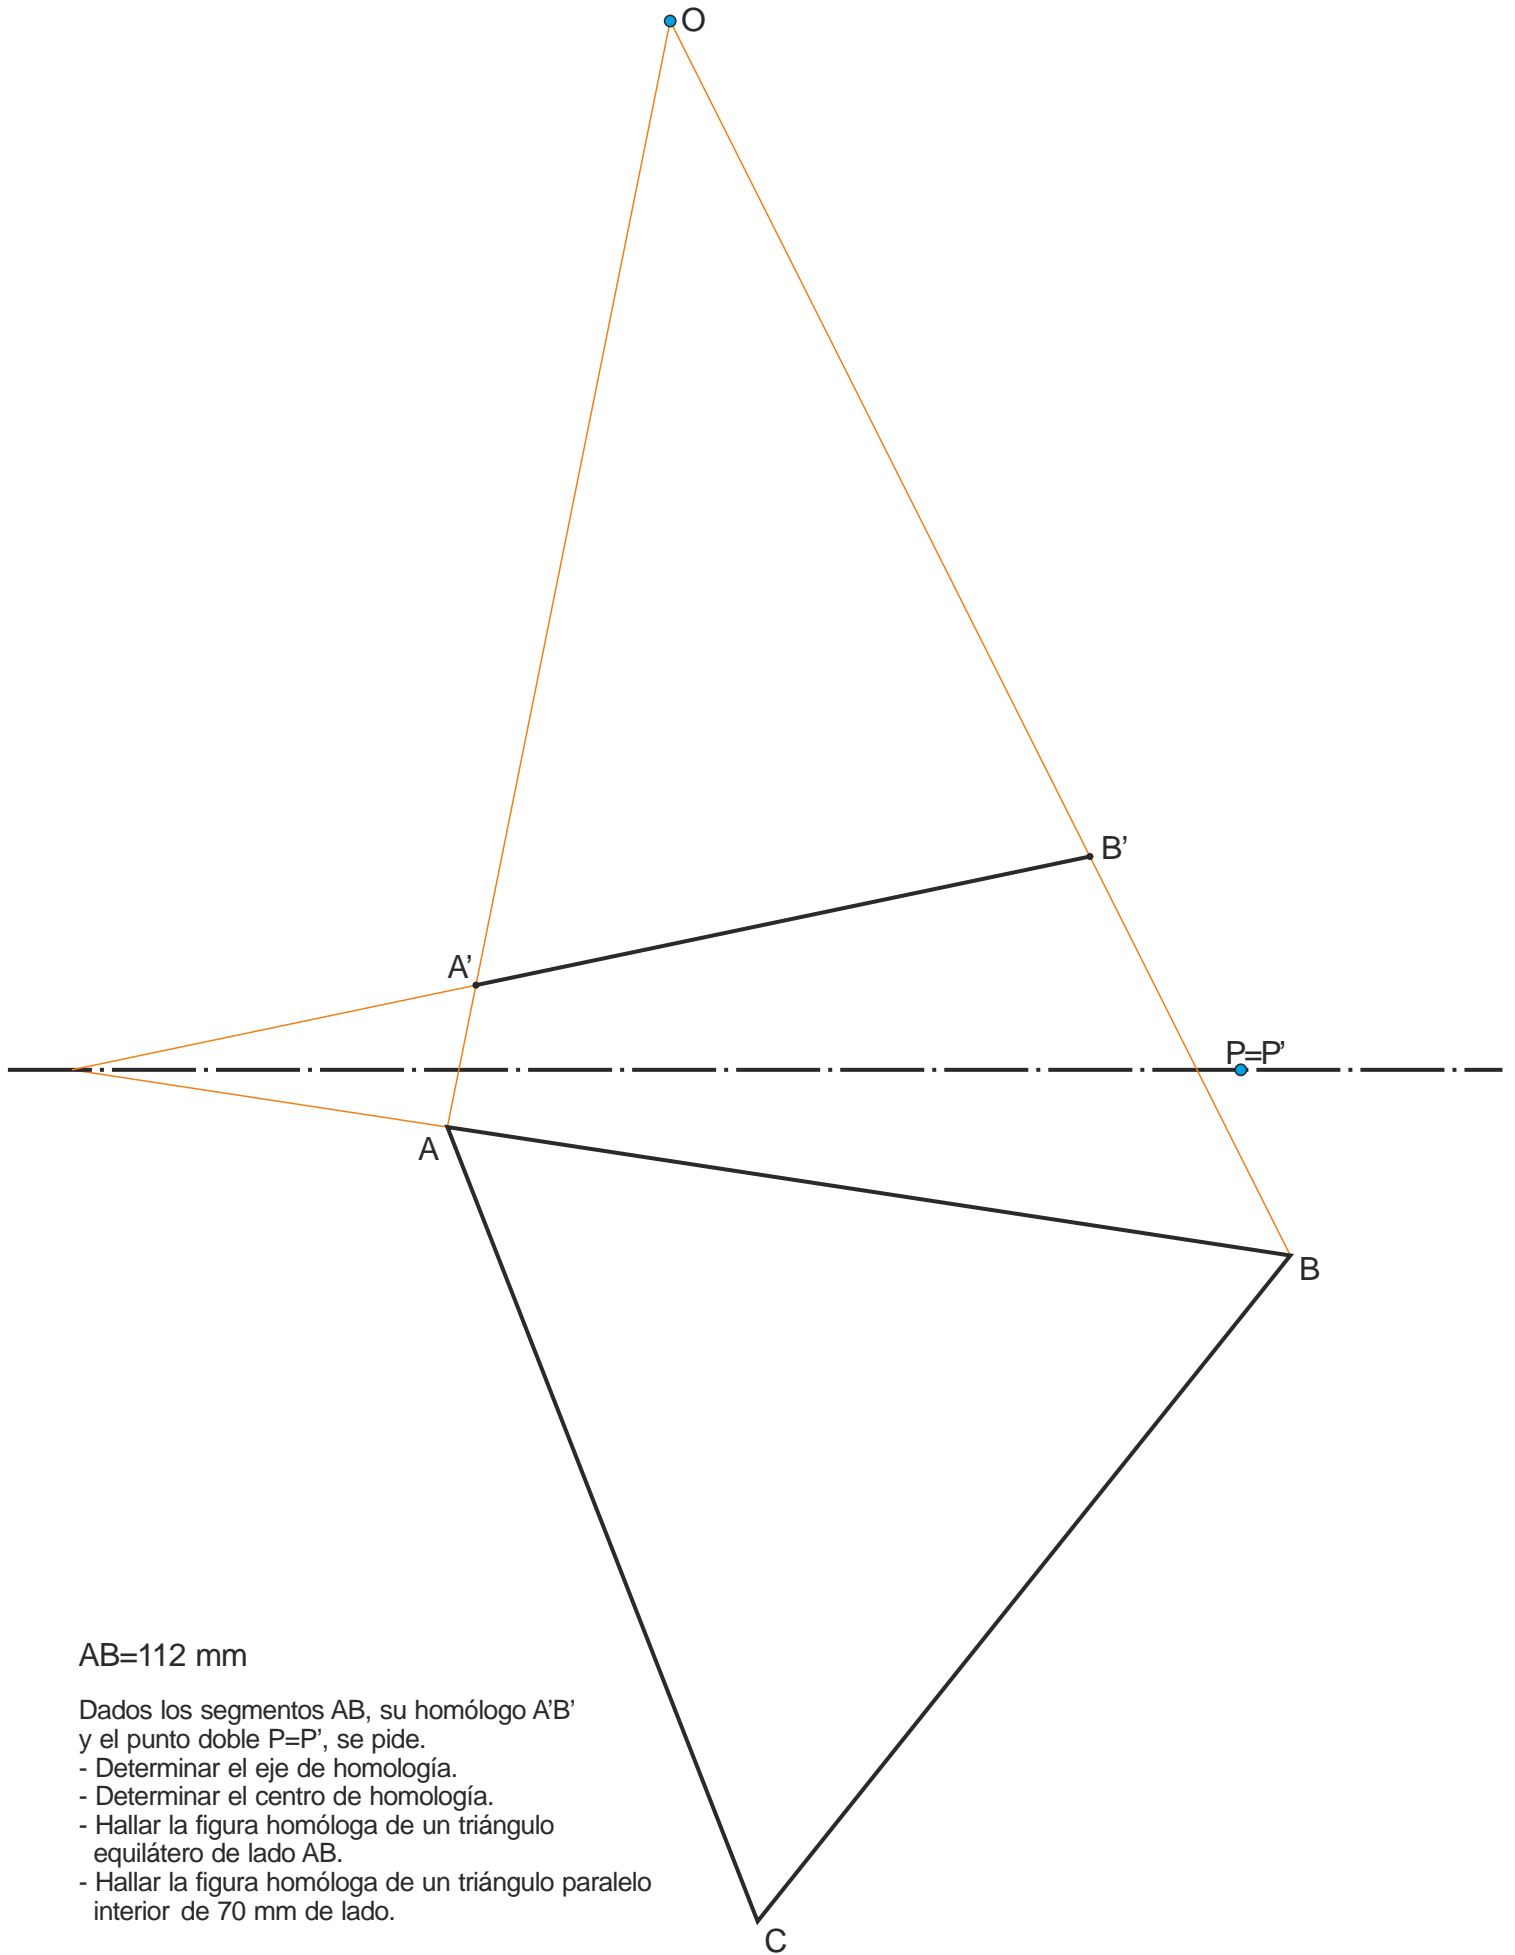 O
B’
A’
P=P’
A
B
AB=112 mm
Dados los segmentos AB, su homólogo A’B’
y el punto doble P=P’, se pide.
- Determinar el eje de homología.
- Determinar el centro de homología.
- Hallar la figura homóloga de un triángulo
equilátero de lado AB.
- Hallar la figura homóloga de un triángulo paralelo
interior de 70 mm de lado.
C